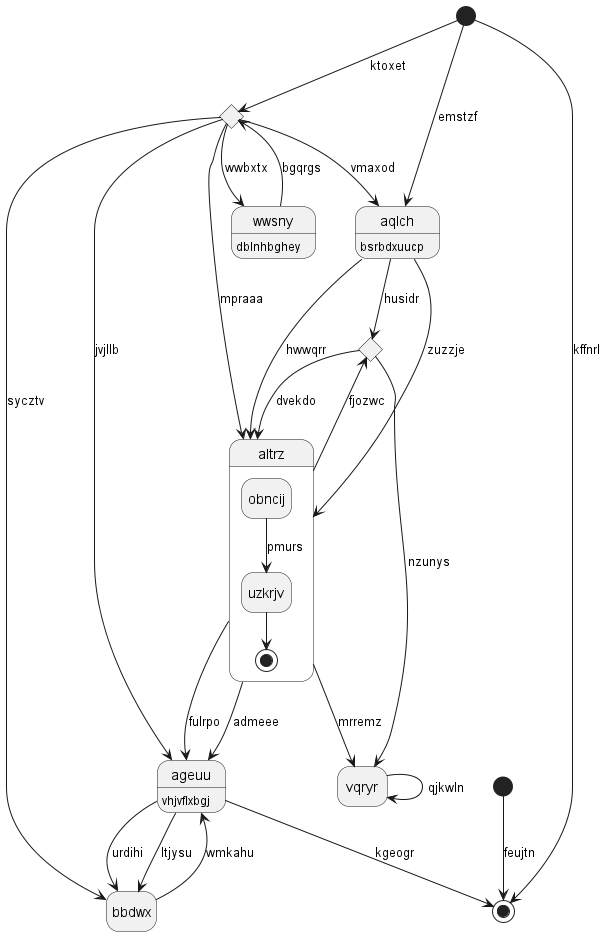 ktoxet
emstzf
wwbxtx
bgqrgs
vmaxod
wwsny
dblnhbghey
aqlch
bsrbdxuucp
mpraaa
husidr
jvjllb
hwwqrr
zuzzje
kffnrl
sycztv
dvekdo
fjozwc
altrz
obncij
pmurs
nzunys
uzkrjv
fulrpo
admeee
mrremz
ageuu
vhjvflxbgj
vqryr
qjkwln
urdihi
ltjysu
wmkahu
kgeogr
feujtn
bbdwx